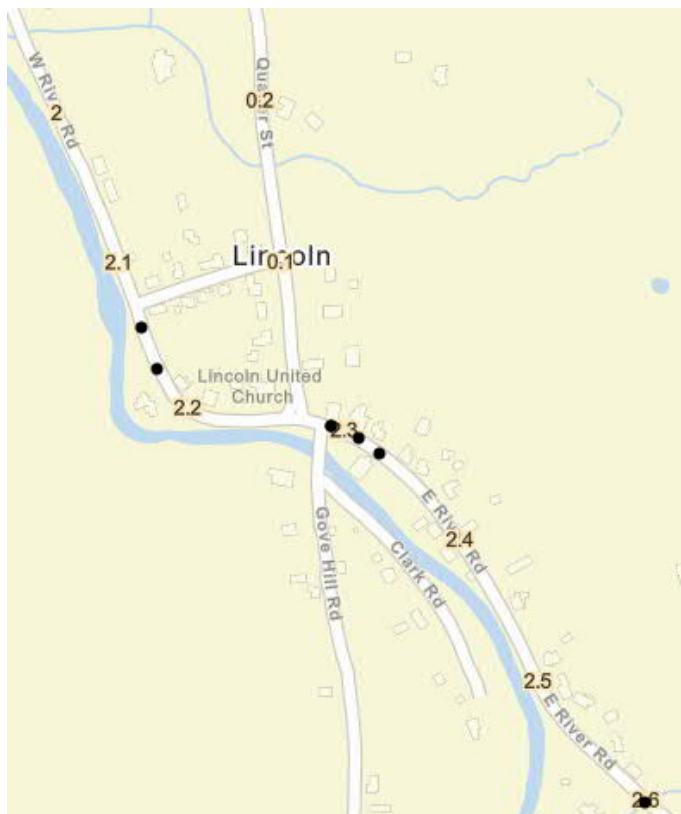 W River Rd
2
Quaker St
0.2
2.1
Lincoln
0.1
Lincoln United
Church
2.2
2.3
E River Rd
2.4
Gove Hill Rd
Clark Rd
2.5
E River Rd
2.6